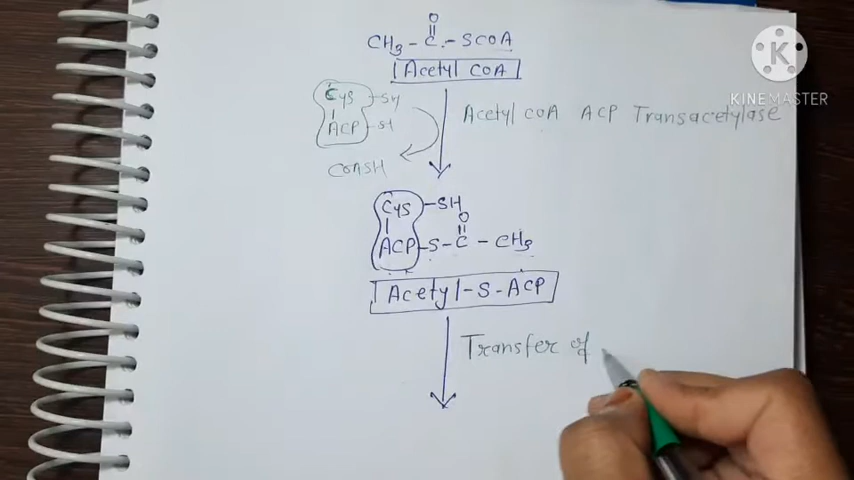 O
CH3 - C - SCOA
Acetyl COA
Cys - SH
ACP - SH
Acetyl COA ACP Transacetylase
COASH
Cys - SH
O
ACP - S - C - CH3
Acetyl - S - ACP
Transfer of
KINEMASTER